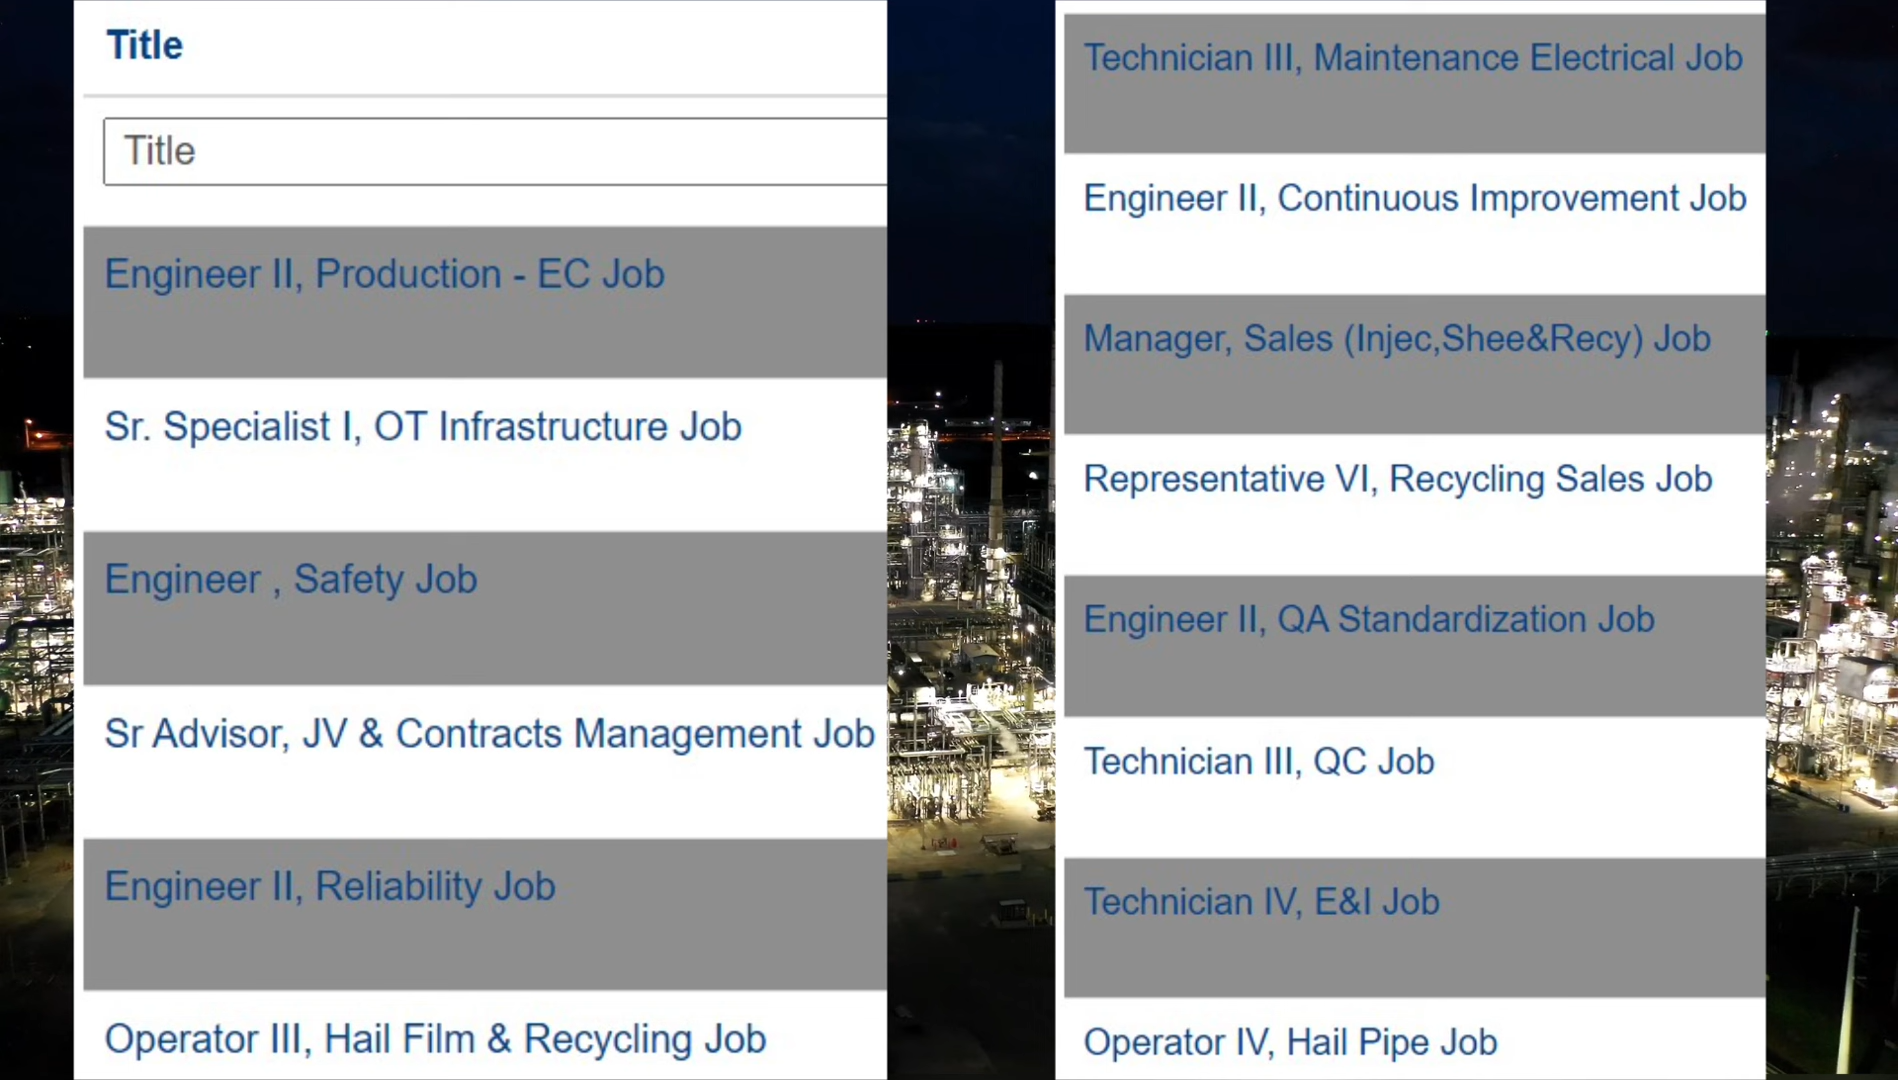 Title
Title
Engineer II, Production - EC Job
Sr. Specialist I, OT Infrastructure Job
Engineer , Safety Job
Sr Advisor, JV & Contracts Management Job
Engineer II, Reliability Job
Operator III, Hail Film & Recycling Job
Technician III, Maintenance Electrical Job
Engineer II, Continuous Improvement Job
Manager, Sales (Injec,Shee&Recy) Job
Representative VI, Recycling Sales Job
Engineer II, QA Standardization Job
Technician III, QC Job
Technician IV, E&I Job
Operator IV, Hail Pipe Job